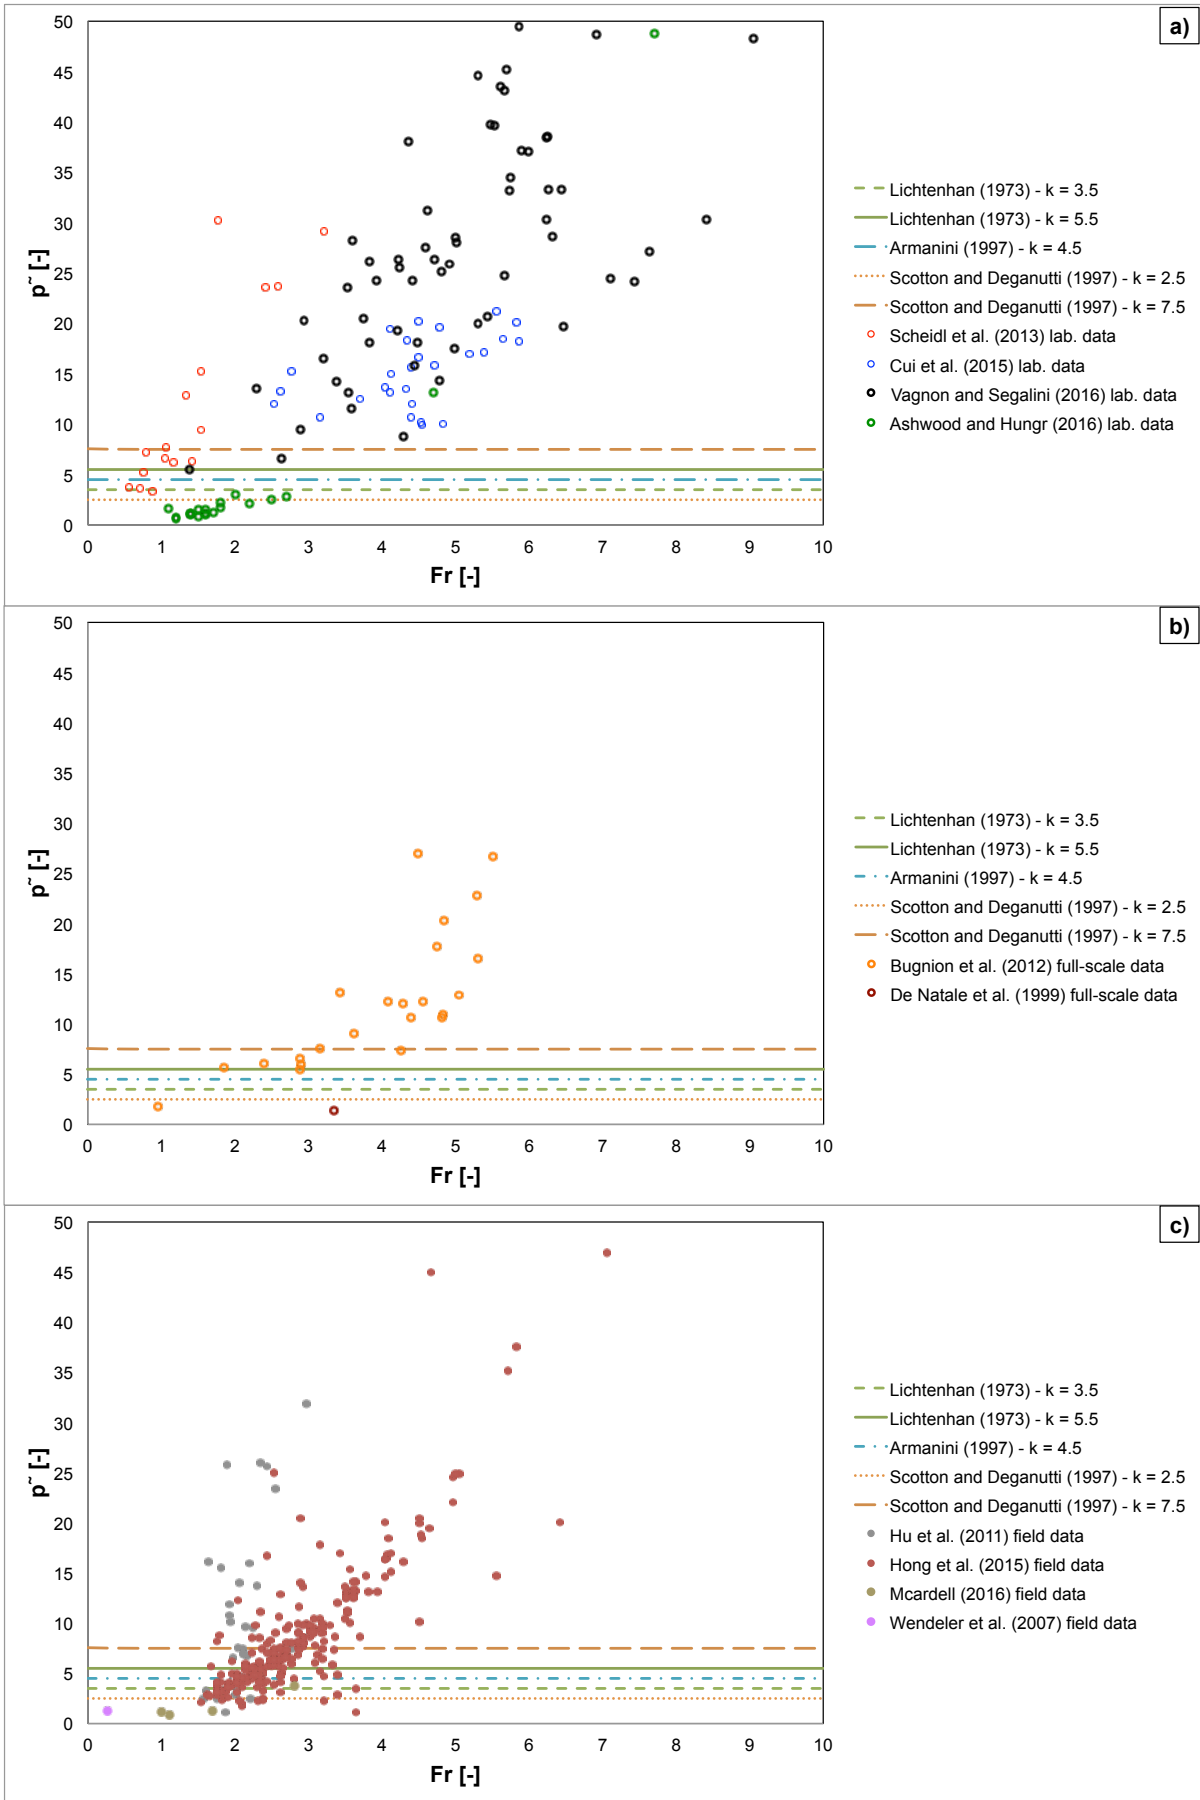 a)
50
45
40
35
30
25
20
15
10
5
0
p˜ [-]
0 1 2 3 4 5 6 7 8 9 10
Fr [-]
Lichtenhan (1973) - k = 3.5
Lichtenhan (1973) - k = 5.5
Armanini (1997) - k = 4.5
Scotton and Deganutti (1997) - k = 2.5
Scotton and Deganutti (1997) - k = 7.5
Scheidl et al. (2013) lab. data
Cui et al. (2015) lab. data
Vagnon and Segalini (2016) lab. data
Ashwood and Hungr (2016) lab. data
b)
50
45
40
35
30
25
20
15
10
5
0
p˜ [-]
0 1 2 3 4 5 6 7 8 9 10
Fr [-]
Lichtenhan (1973) - k = 3.5
Lichtenhan (1973) - k = 5.5
Armanini (1997) - k = 4.5
Scotton and Deganutti (1997) - k = 2.5
Scotton and Deganutti (1997) - k = 7.5
Bugnion et al. (2012) full-scale data
De Natale et al. (1999) full-scale data
c)
50
45
40
35
30
25
20
15
10
5
0
p˜ [-]
0 1 2 3 4 5 6 7 8 9 10
Fr [-]
Lichtenhan (1973) - k = 3.5
Lichtenhan (1973) - k = 5.5
Armanini (1997) - k = 4.5
Scotton and Deganutti (1997) - k = 2.5
Scotton and Deganutti (1997) - k = 7.5
Hu et al. (2011) field data
Hong et al. (2015) field data
Mcardell (2016) field data
Wendeler et al. (2007) field data